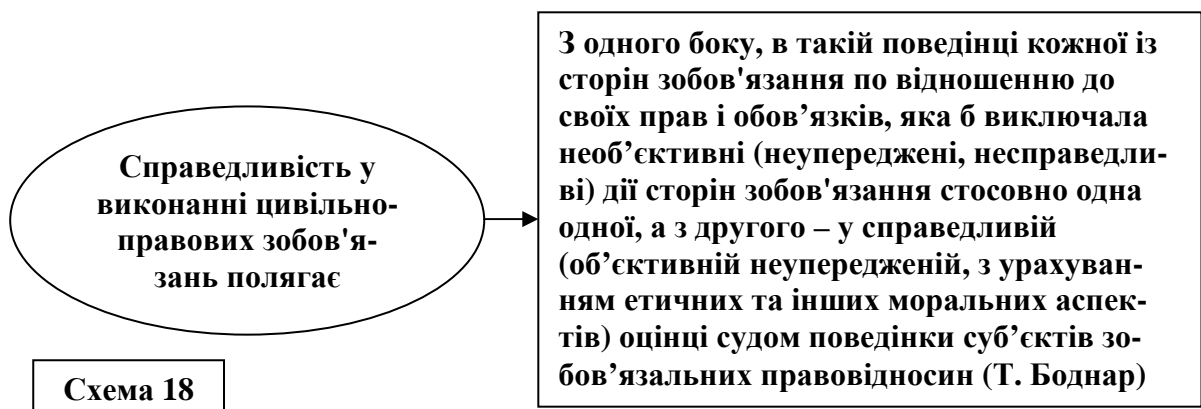 Справедливість у
виконанні цивільно-
правових зобов'я-
зань полягає
З одного боку, в такій поведінці кожної із
сторін зобов'язання по відношенню до
своїх прав і обов’язків, яка б виключала
необ’єктивні (неупереджені, несправедли-
ві) дії сторін зобов'язання стосовно одна
одної, а з другого – у справедливій
(об’єктивній неупередженій, з урахуван-
ням етичних та інших моральних аспек-
тів) оцінці судом поведінки суб’єктів зо-
бов’язальних правовідносин (Т. Боднар)
Схема 18